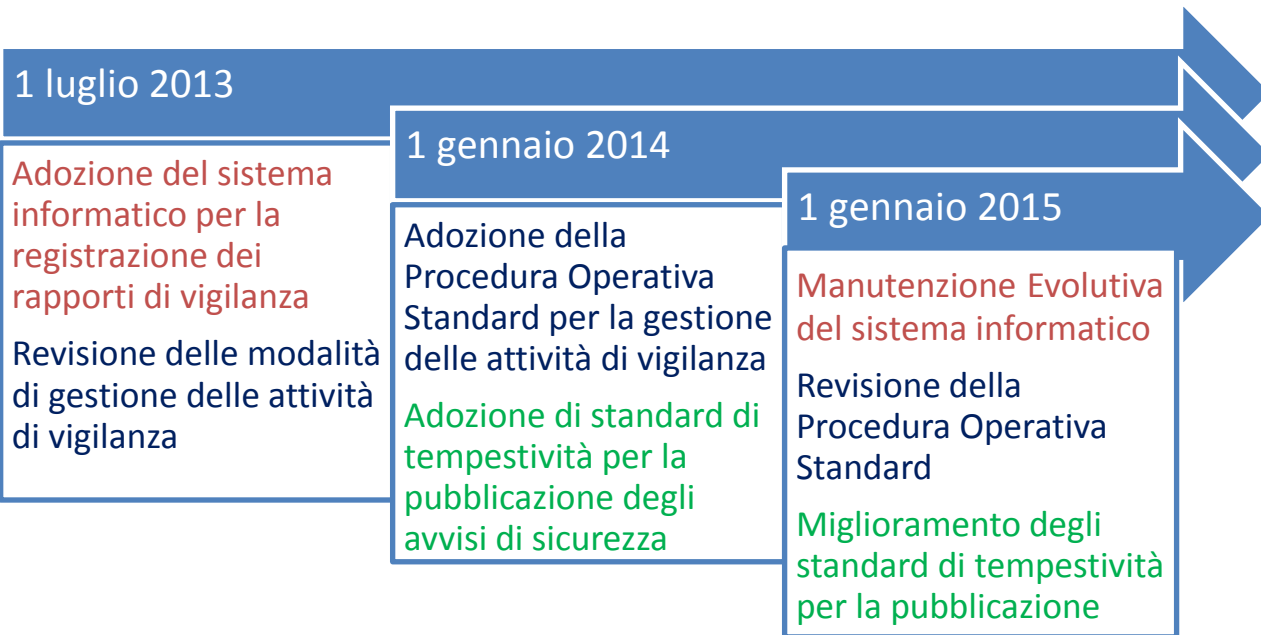 1 luglio 2013
Adozione del sistema
informatico per la
registrazione dei
rapporti di vigilanza
Revisione delle modalità
di gestione delle attività
di vigilanza
1 gennaio 2014
Adozione della
Procedura Operativa
Standard per la gestione
delle attività di vigilanza
Adozione di standard di
tempestività per la
pubblicazione degli
avvisi di sicurezza
1 gennaio 2015
Manutenzione Evolutiva
del sistema informatico
Revisione della
Procedura Operativa
Standard
Miglioramento degli
standard di tempestività
per la pubblicazione